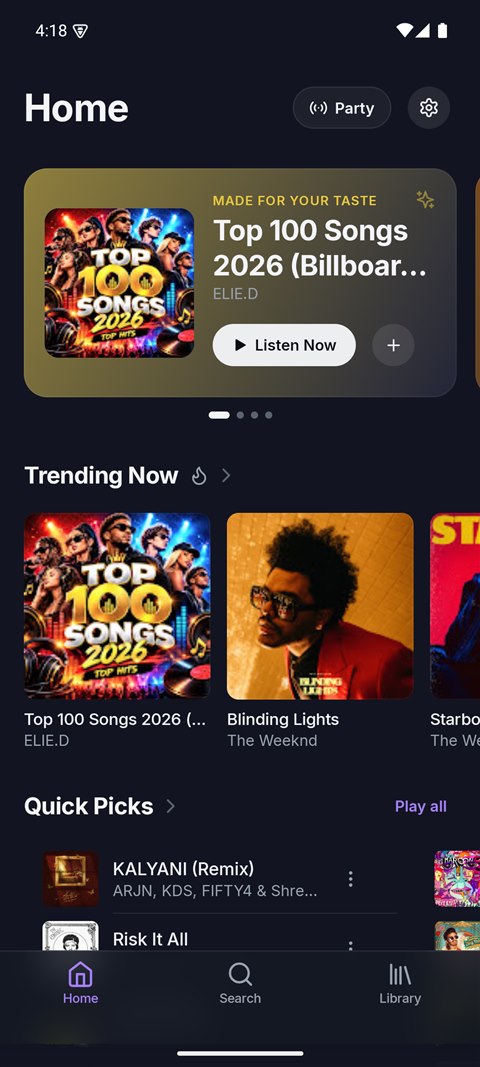 4:18
Home
Party
MADE FOR YOUR TASTE
Top 100 Songs
2026 (Billboar...
ELIE.D
Listen Now
TOP
100
SONGS
2026
TOP HITS
Trending Now
TOP
100
SONGS
2026
TOP HITS
BLINDING
LIGHTS
STA
Top 100 Songs 2026 (...
ELIE.D
Blinding Lights
The Weeknd
Starbo
The We
Quick Picks
Play all
KALYANI (Remix)
ARJN, KDS, FIFTY4 & Shre...
MAROON
Risk It All
Home
Search
Library